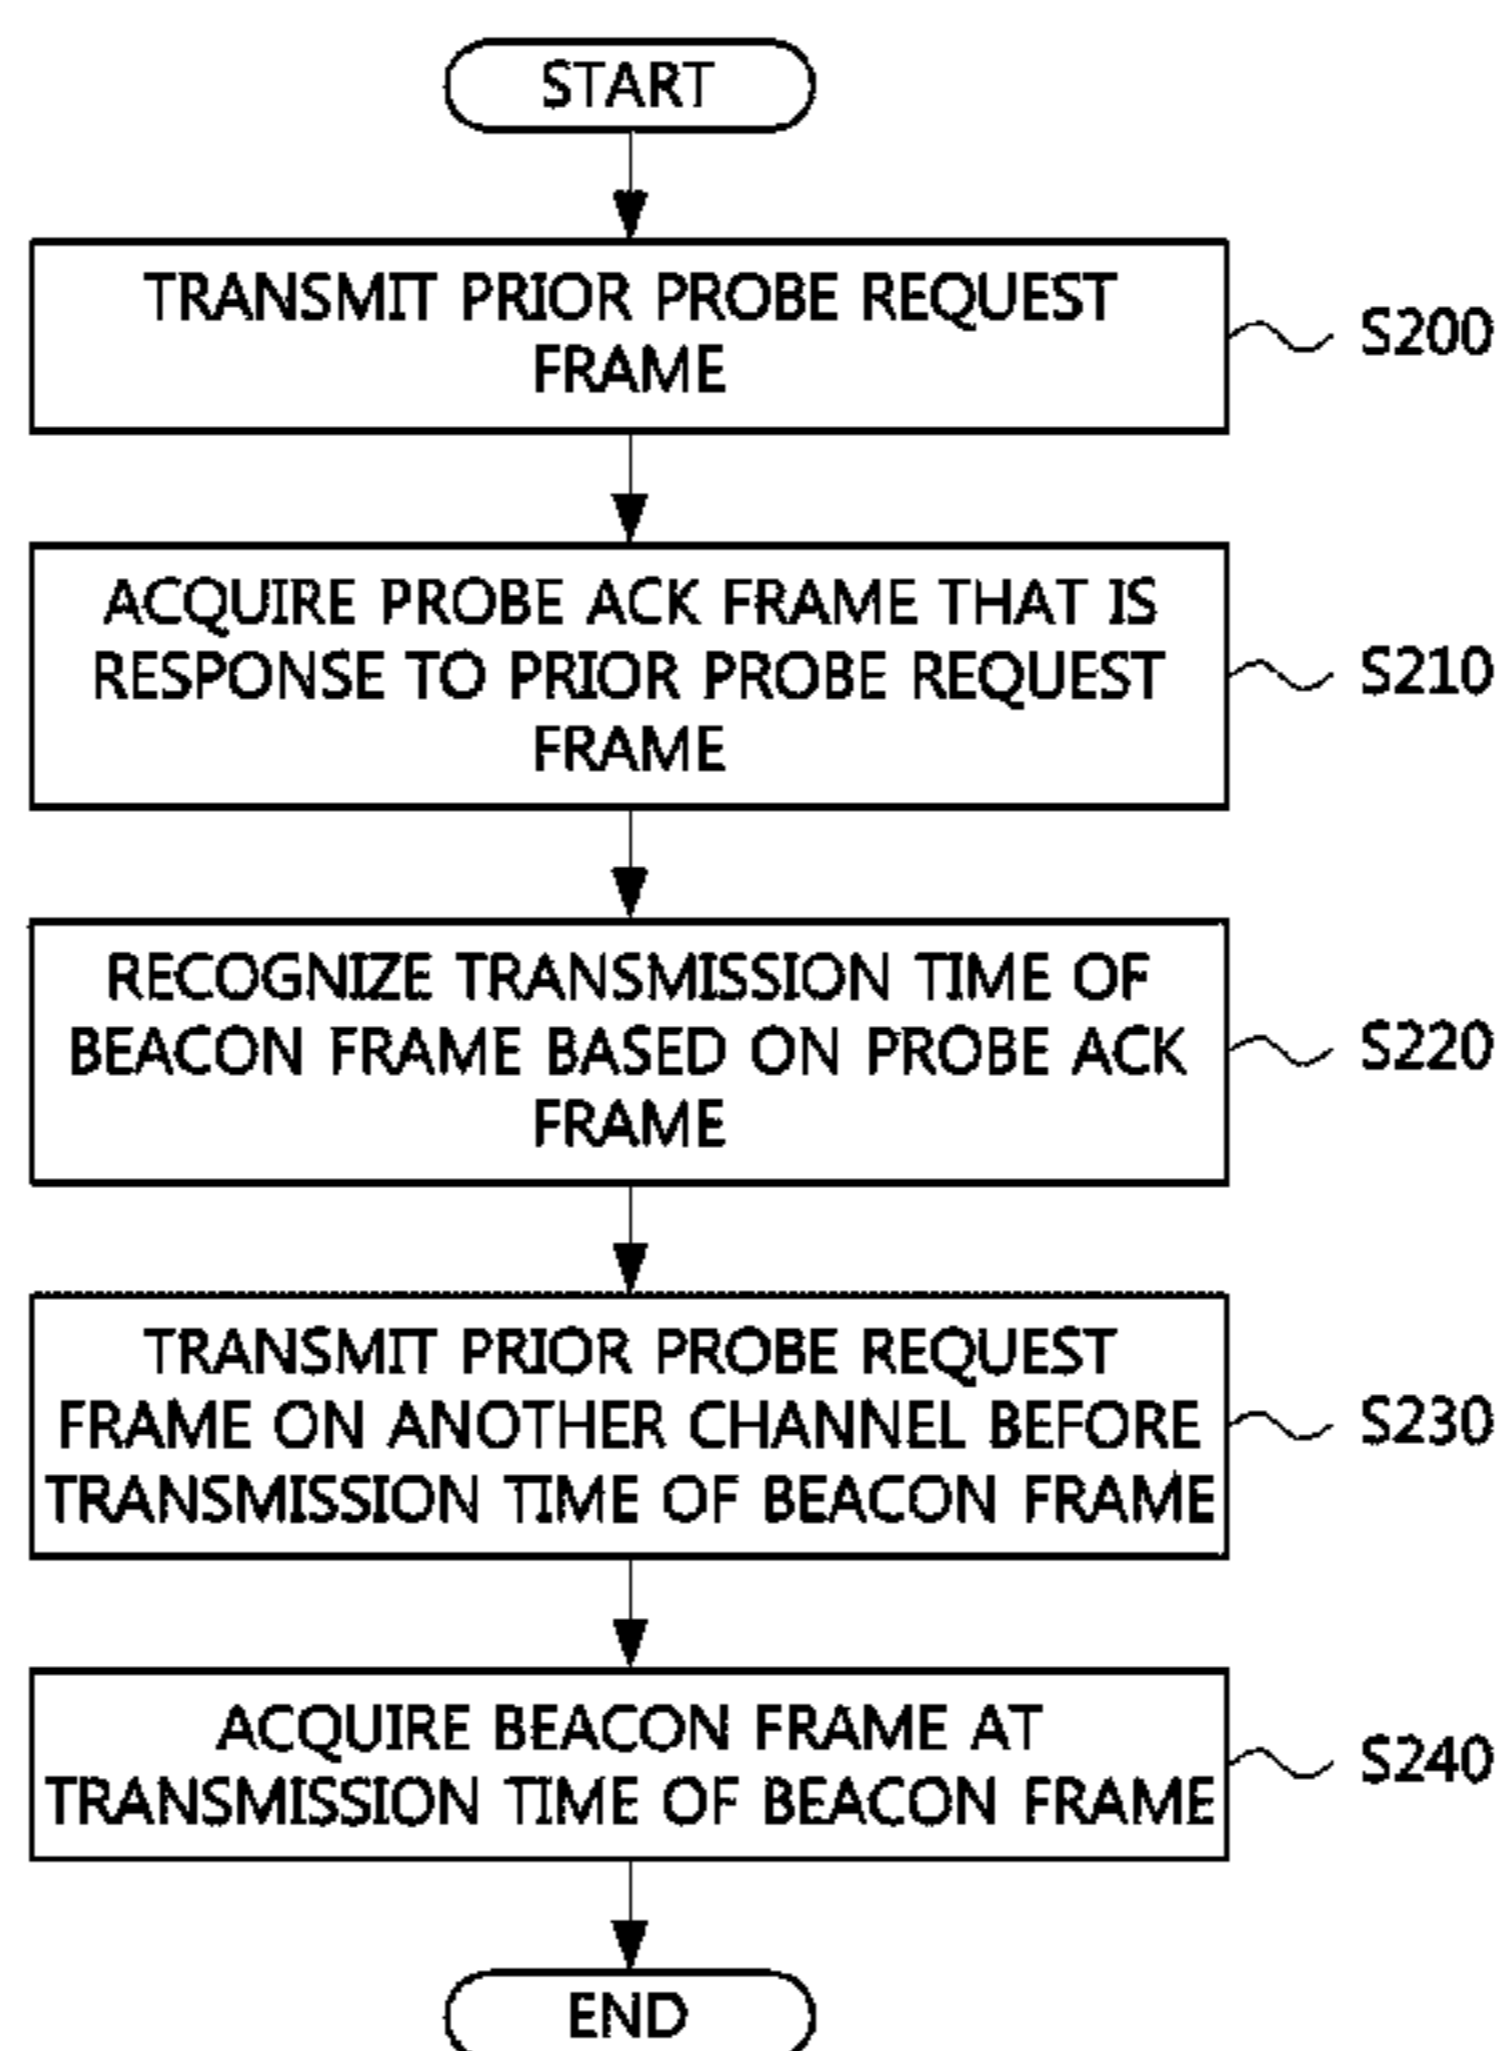 START
TRANSMIT PRIOR PROBE REQUEST
FRAME
S200
ACQUIRE PROBE ACK FRAME THAT IS
RESPONSE TO PRIOR PROBE REQUEST
FRAME
S210
RECOGNIZE TRANSMISSION TIME OF
BEACON FRAME BASED ON PROBE ACK
FRAME
S220
TRANSMIT PRIOR PROBE REQUEST
FRAME ON ANOTHER CHANNEL BEFORE
TRANSMISSION TIME OF BEACON FRAME
S230
ACQUIRE BEACON FRAME AT
TRANSMISSION TIME OF BEACON FRAME
S240
END